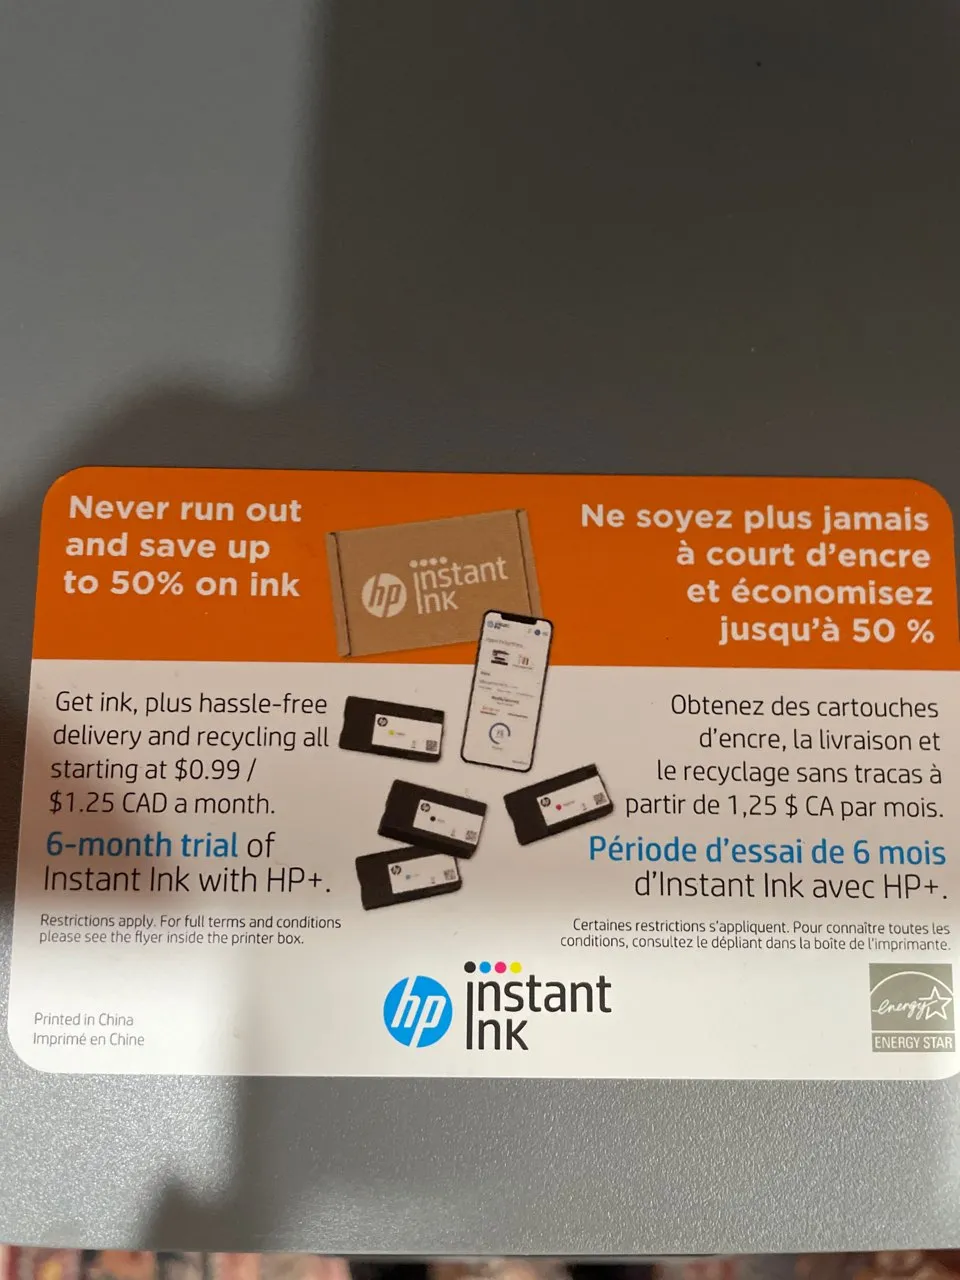 Never run out
and save up
to 50% on ink
hp instant
ink
Ne soyez plus jamais
à court d'encre
et économisez
jusqu'à 50 %
Get ink, plus hassle-free
delivery and recycling all
starting at $0.99 /
$1.25 CAD a month.
6-month trial of
Instant Ink with HP+.
Restrictions apply. For full terms and conditions
please see the flyer inside the printer box.
Obtenez des cartouches
d'encre, la livraison et
le recyclage sans tracas à
partir de 1,25 $ CA par mois.
Période d'essai de 6 mois
d'Instant Ink avec HP+.
Certaines restrictions s'appliquent. Pour connaître toutes les
conditions, consultez le dépliant dans la boîte de l'imprimante.
Printed in China
Imprimé en Chine
hp instant
ink
energy
ENERGY STAR